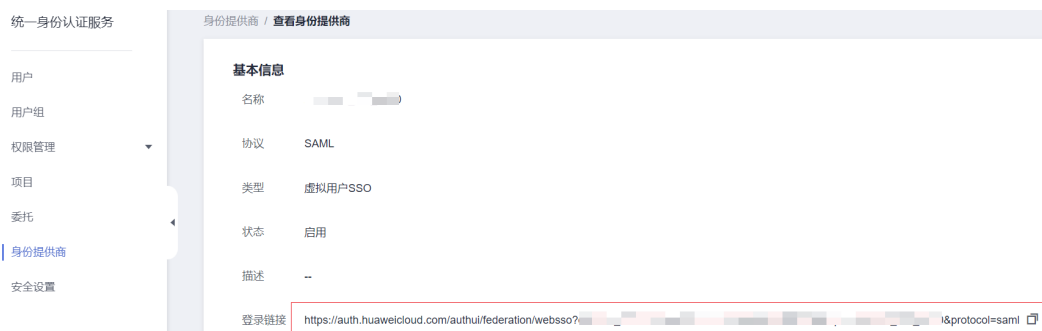 统一身份认证服务
身份提供商 / 查看身份提供商
用户
用户组
权限管理
项目
委托
身份提供商
安全设置
基本信息
名称
协议 SAML
类型 虚拟用户SSO
状态 启用
描述 --
登录链接 https://auth.huaweicloud.com/authui/federation/websso? &protocol=saml